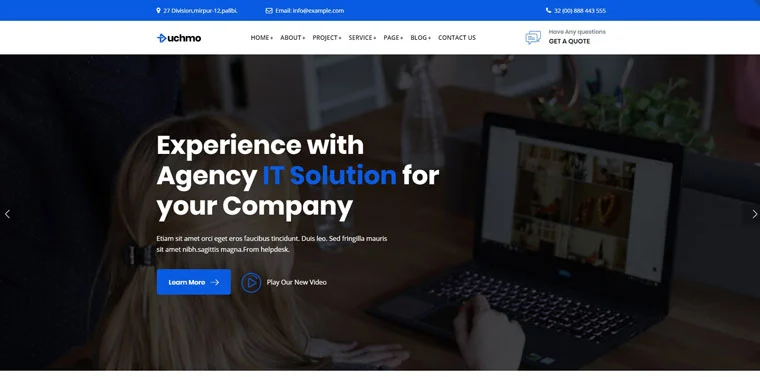 27 Division,mirpur-12,pallbi.
Email: info@example.com
32 (00) 888 443 555
Duchmo
HOME+ ABOUT+ PROJECT+ SERVICE+ PAGE+ BLOG+ CONTACT US
Have Any questions
GET A QUOTE
Experience with
Agency IT Solution for
your Company
Etiam sit amet orci eget eros faucibus tincidunt. Duis leo. Sed fringilla mauris
sit amet nibh.sagittis magna.From helpdesk.
Learn More
Play Our New Video